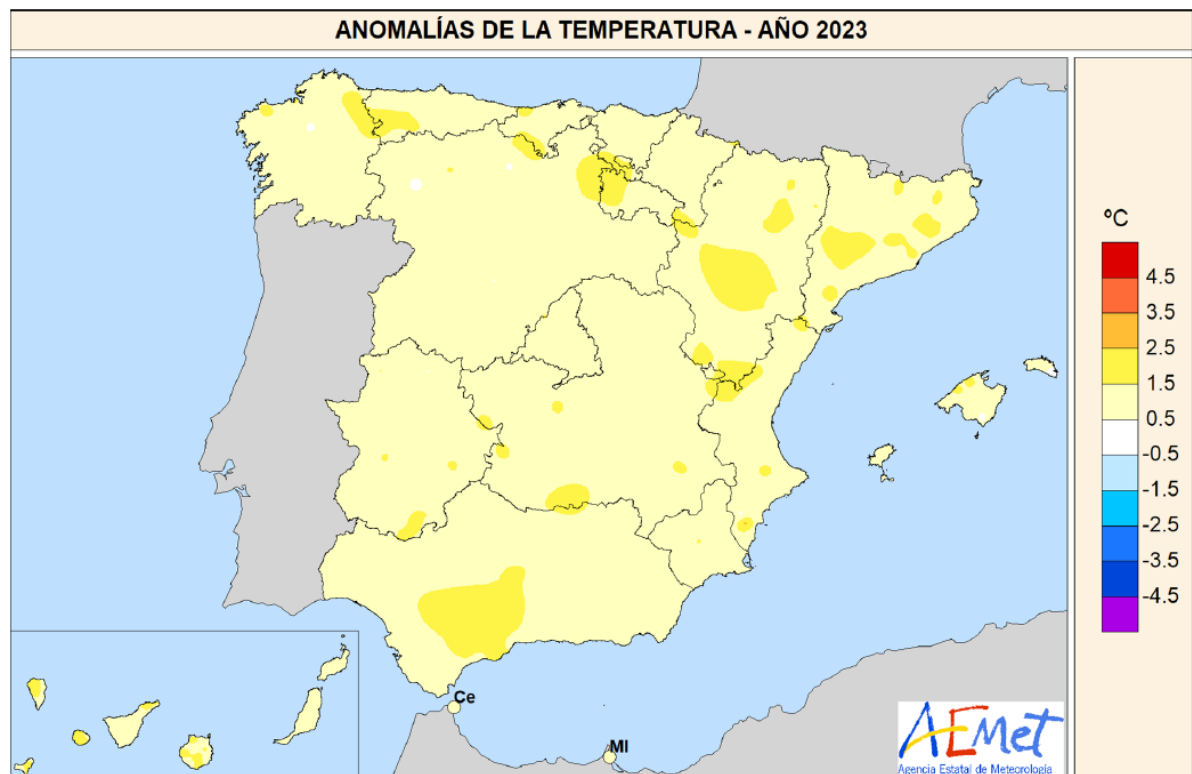 ANOMALÍAS DE LA TEMPERATURA - AÑO 2023
ºC
4.5
3.5
2.5
1.5
0.5
-0.5
-1.5
-2.5
-3.5
-4.5
Ce
Ml
AEMet
Agencia Estatal de Meteorología